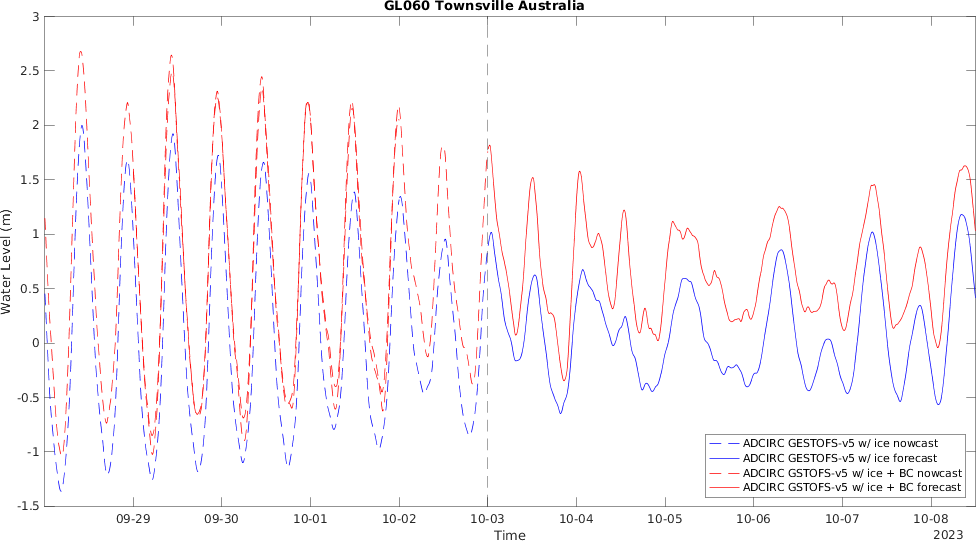 GL060 Townsville Australia
3
2.5
2
1.5
1
0.5
0
-0.5
-1
-1.5
Water Level (m)
ADCIRC GESTOFS-v5 w/ ice nowcast
ADCIRC GESTOFS-v5 w/ ice forecast
ADCIRC GSTOFS-v5 w/ ice + BC nowcast
ADCIRC GSTOFS-v5 w/ ice + BC forecast
09-29 09-30 10-01 10-02 10-03 10-04 10-05 10-06 10-07 10-08
Time
2023